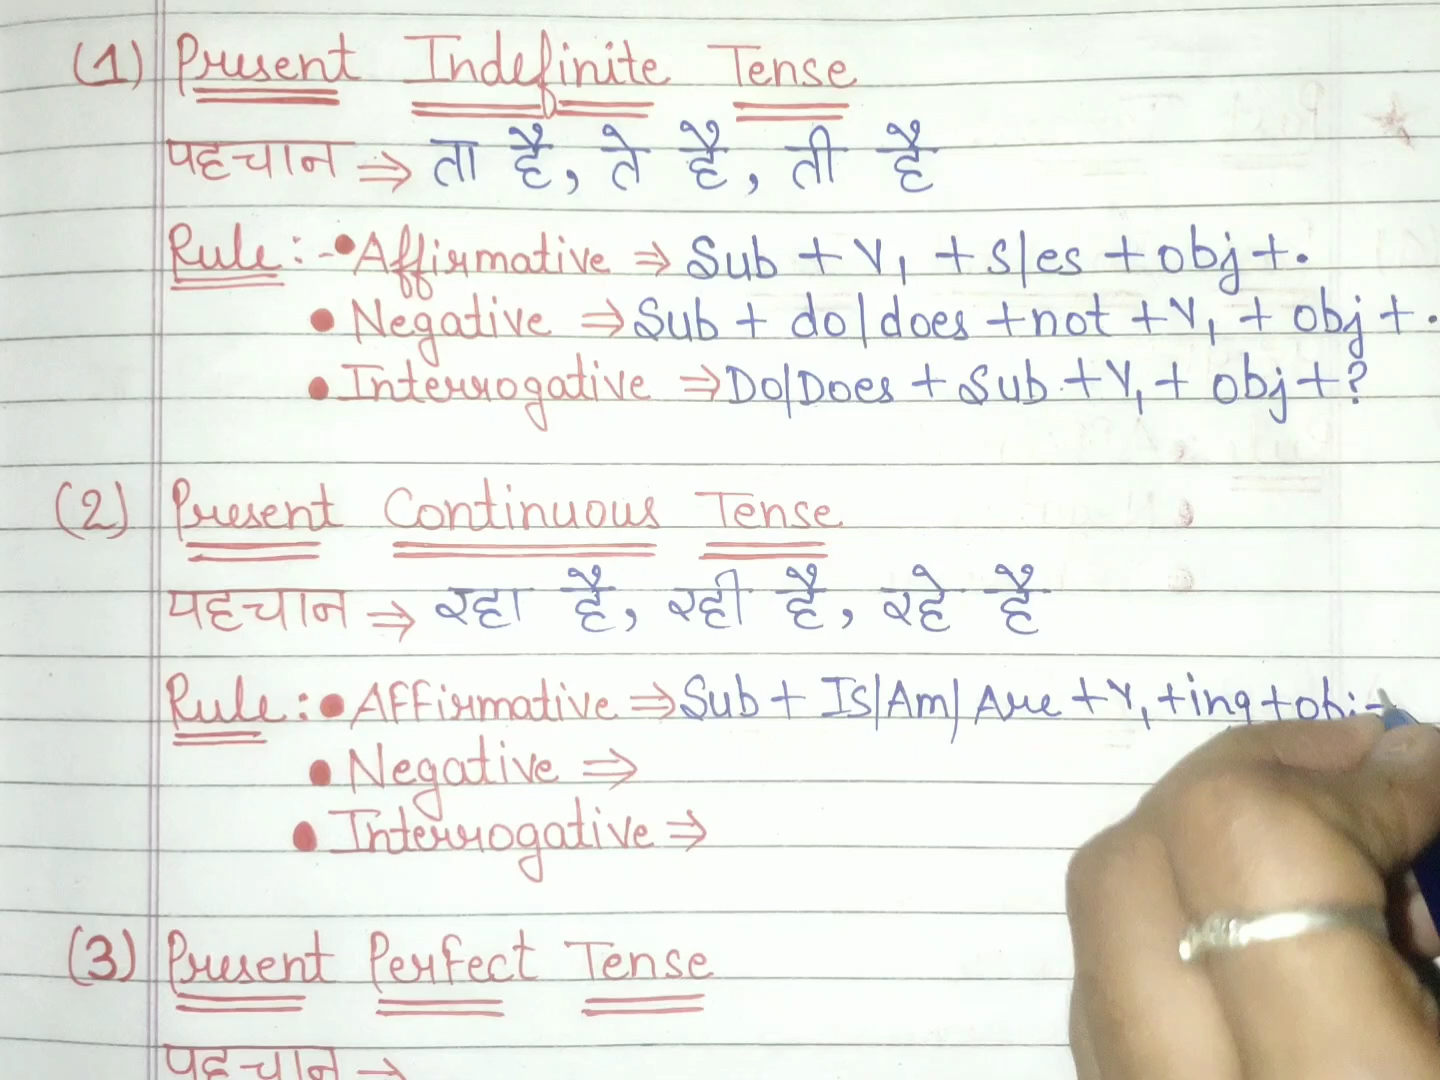 (1) Present Indefinite Tense
पहचान ⇒ ता है, ते है, ती है
Rule :- • Affirmative ⇒ Sub + V₁ + s/es + obj + .
• Negative ⇒ Sub + do/does + not + V₁ + obj + .
• Interrogative ⇒ Do/Does + Sub + V₁ + obj + ?
(2) Present Continuous Tense
पहचान ⇒ रहा है, रही है, रहे है
Rule : • Affirmative ⇒ Sub + Is/Am/Are + V₁ + ing + obj +
• Negative ⇒
• Interrogative ⇒
(3) Present Perfect Tense
पहचान ⇒